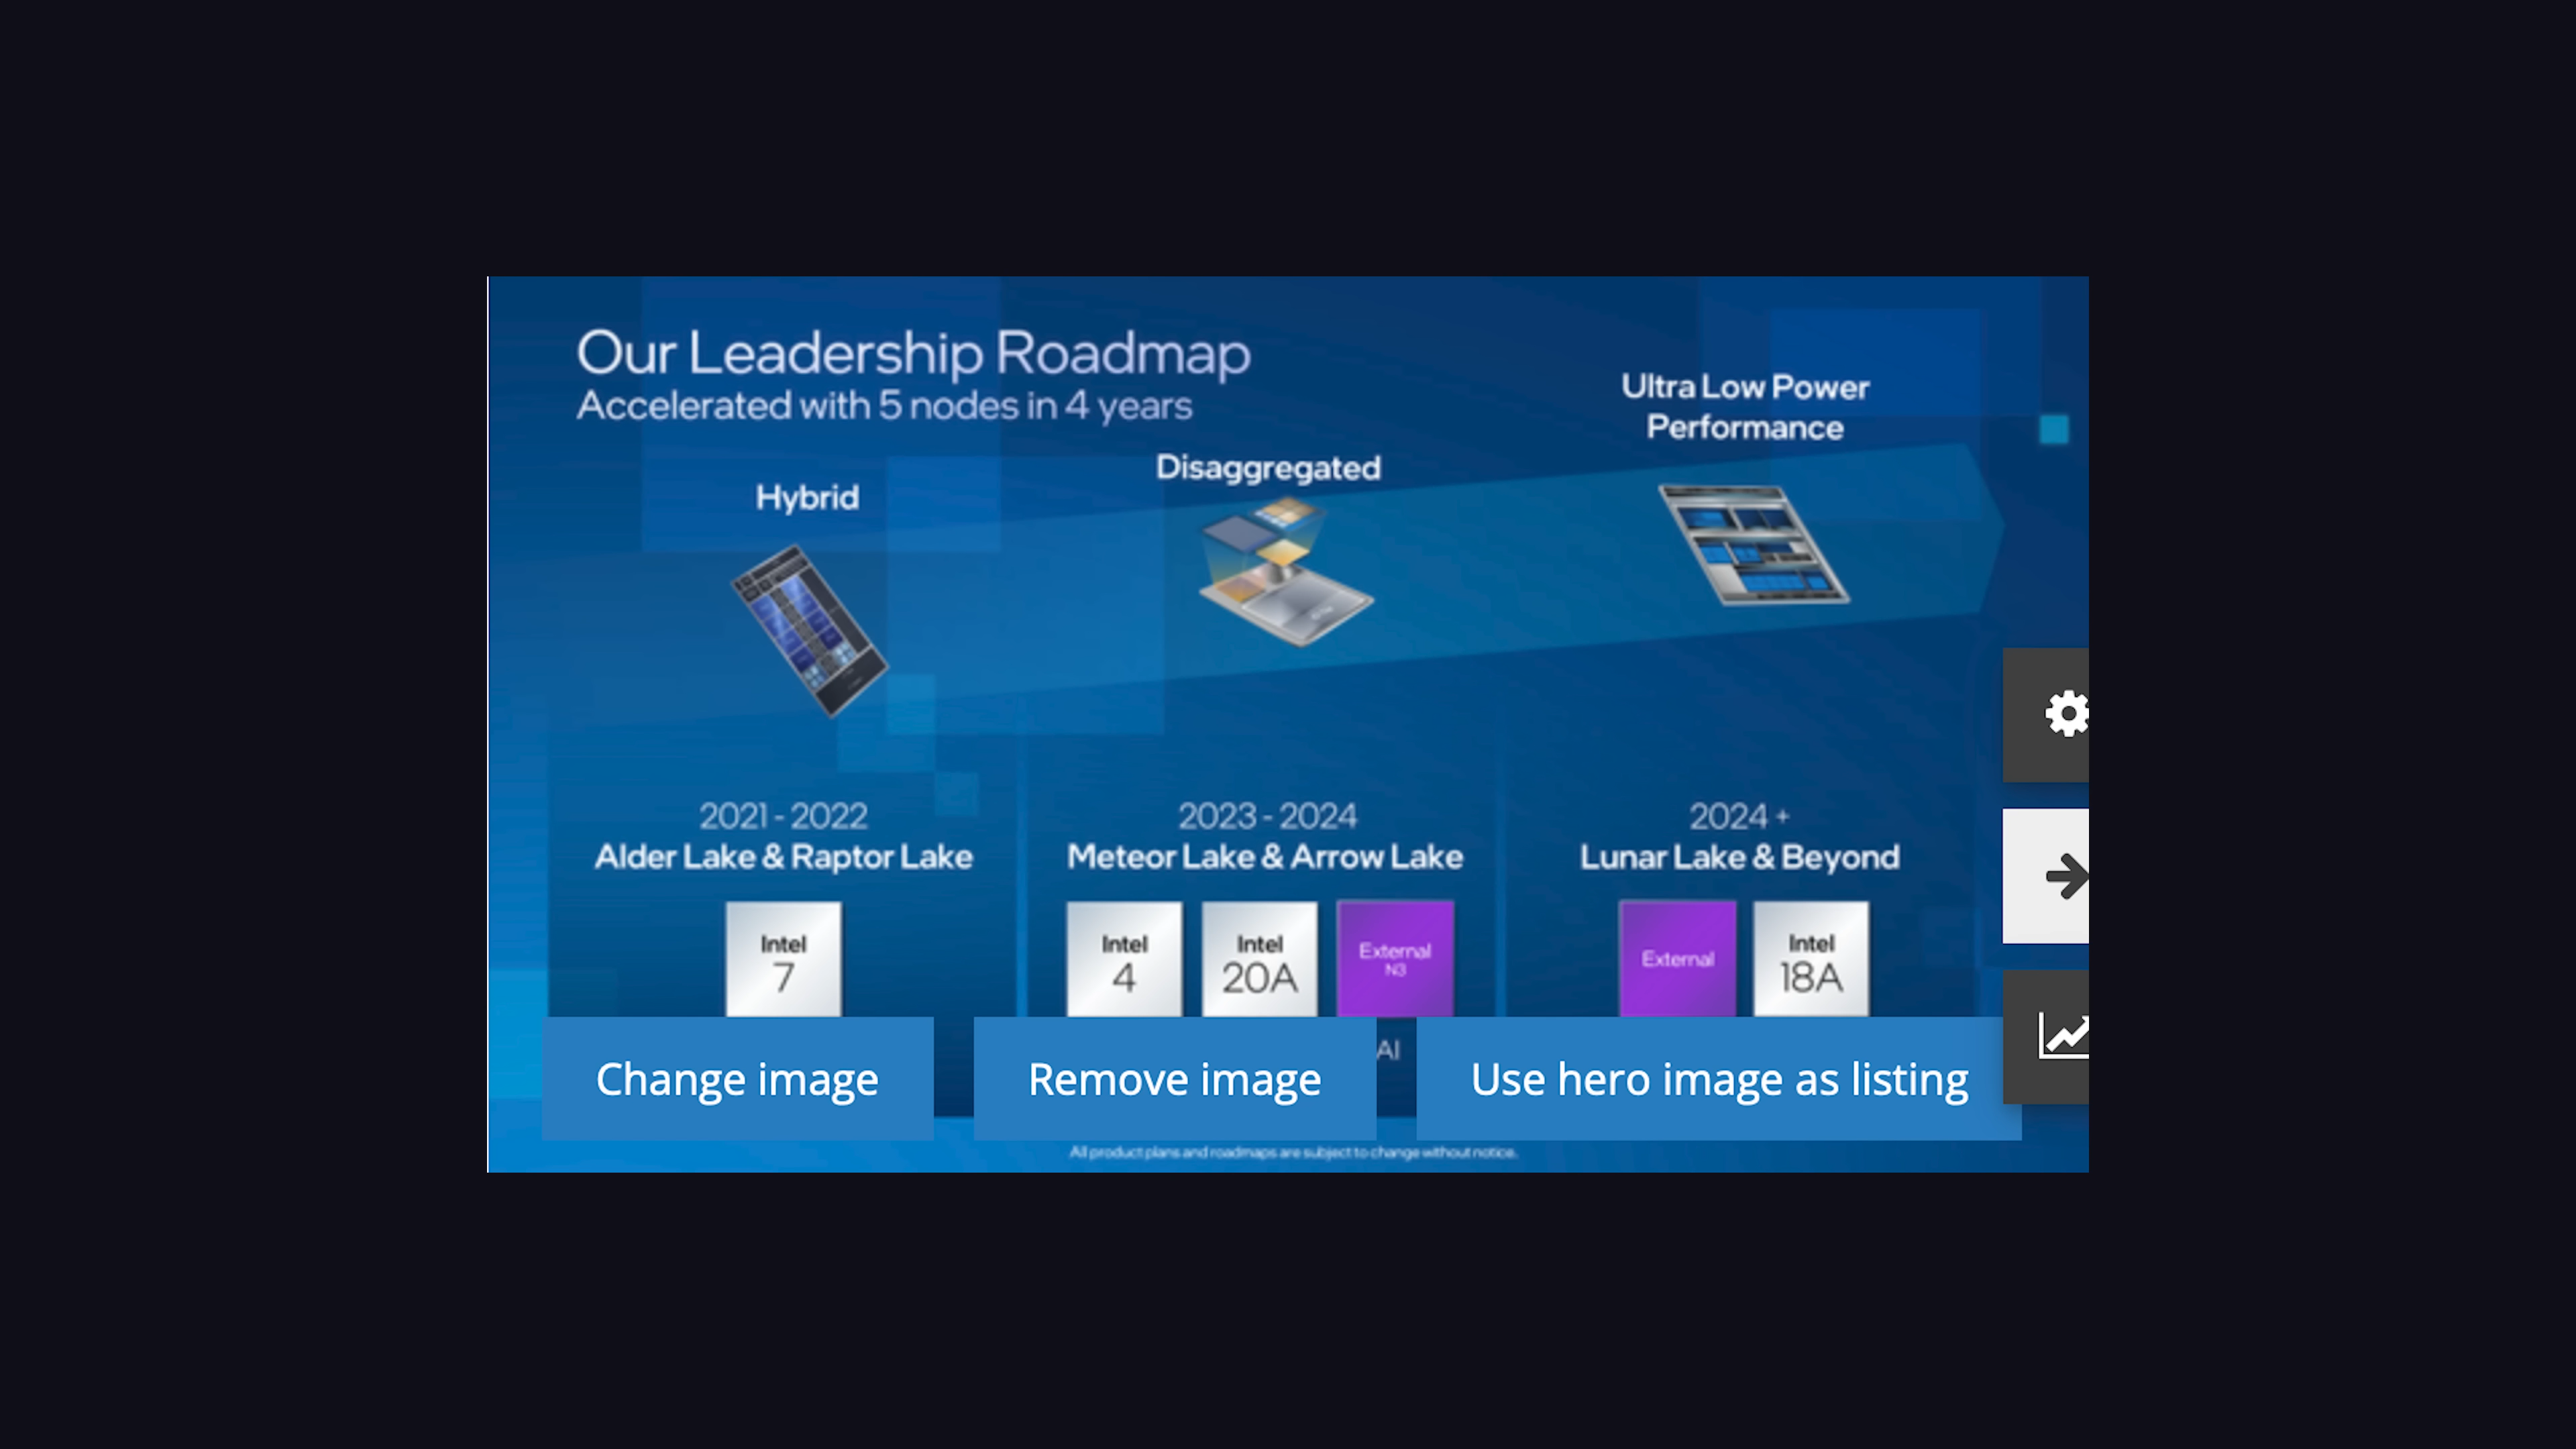 Our Leadership Roadmap
Accelerated with 5 nodes in 4 years
Hybrid
Disaggregated
Ultra Low Power
Performance
2021 - 2022
Alder Lake & Raptor Lake
Intel
7
2023 - 2024
Meteor Lake & Arrow Lake
Intel
4
Intel
20A
External
N3
2024 +
Lunar Lake & Beyond
External
Intel
18A
AI
Change image
Remove image
Use hero image as listing
All product plans and roadmaps are subject to change without notice.